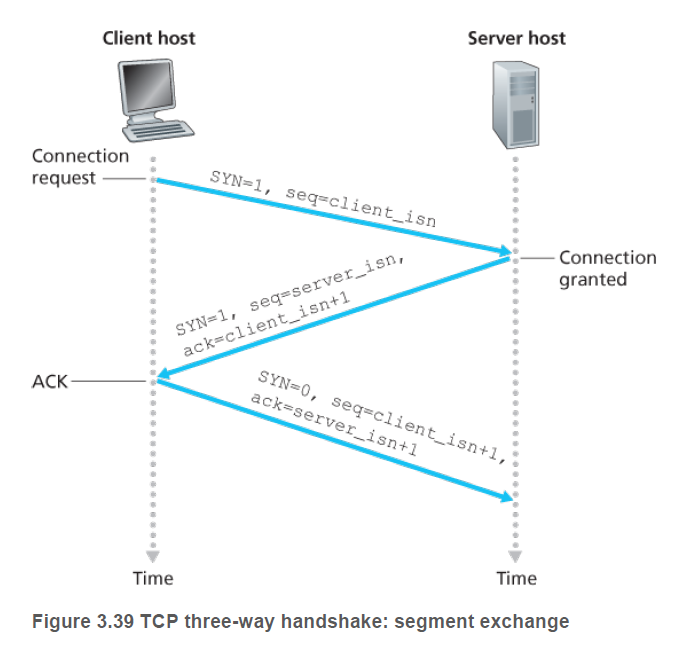 Client host
Server host
Connection
request
SYN=1, seq=client_isn
Connection
granted
SYN=1, seq=server_isn,
ack=client_isn+1
ACK
SYN=0, seq=client_isn+1,
ack=server_isn+1
Time
Time
Figure 3.39 TCP three-way handshake: segment exchange